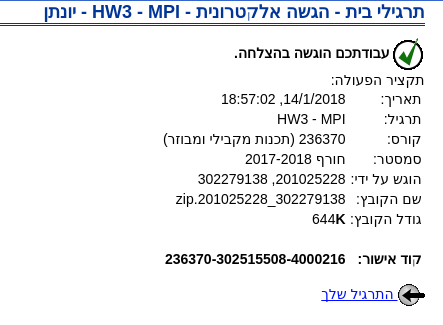 תרגילי בית - הגשה אלקטרונית - HW3 - MPI - יונתן
עבודתכם הוגשה בהצלחה.
תקציר הפעולה:
תאריך: 14/1/2018, 18:57:02
תרגיל: HW3 - MPI
קורס: 236370 (תכנות מקבילי ומבוזר)
סמסטר: חורף 2017-2018
הוגש על ידי: 201025228, 302279138
שם הקובץ: 302279138_201025228.zip
גודל הקובץ: 644K
קוד אישור: 236370-302515508-4000216
התרגיל שלך